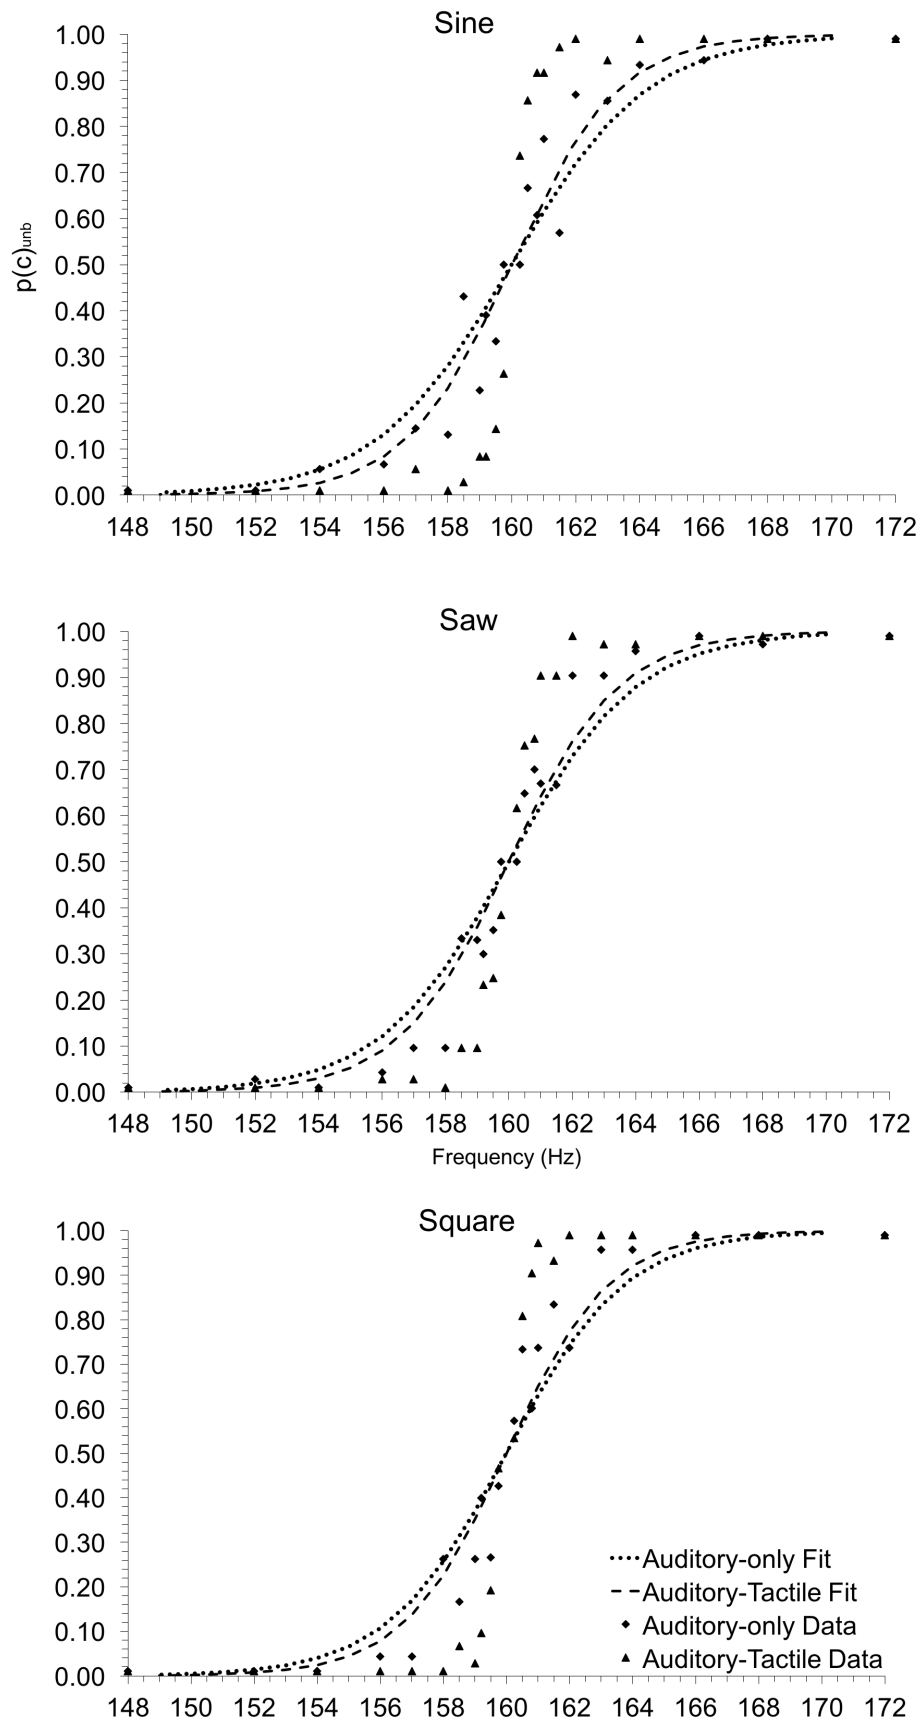 Sine
1.00
0.90
0.80
0.70
0.60
0.50
0.40
0.30
0.20
0.10
0.00
p(c)unb
148 150 152 154 156 158 160 162 164 166 168 170 172
Saw
1.00
0.90
0.80
0.70
0.60
0.50
0.40
0.30
0.20
0.10
0.00
148 150 152 154 156 158 160 162 164 166 168 170 172
Frequency (Hz)
Square
1.00
0.90
0.80
0.70
0.60
0.50
0.40
0.30
0.20
0.10
0.00
Auditory-only Fit
Auditory-Tactile Fit
Auditory-only Data
Auditory-Tactile Data
148 150 152 154 156 158 160 162 164 166 168 170 172